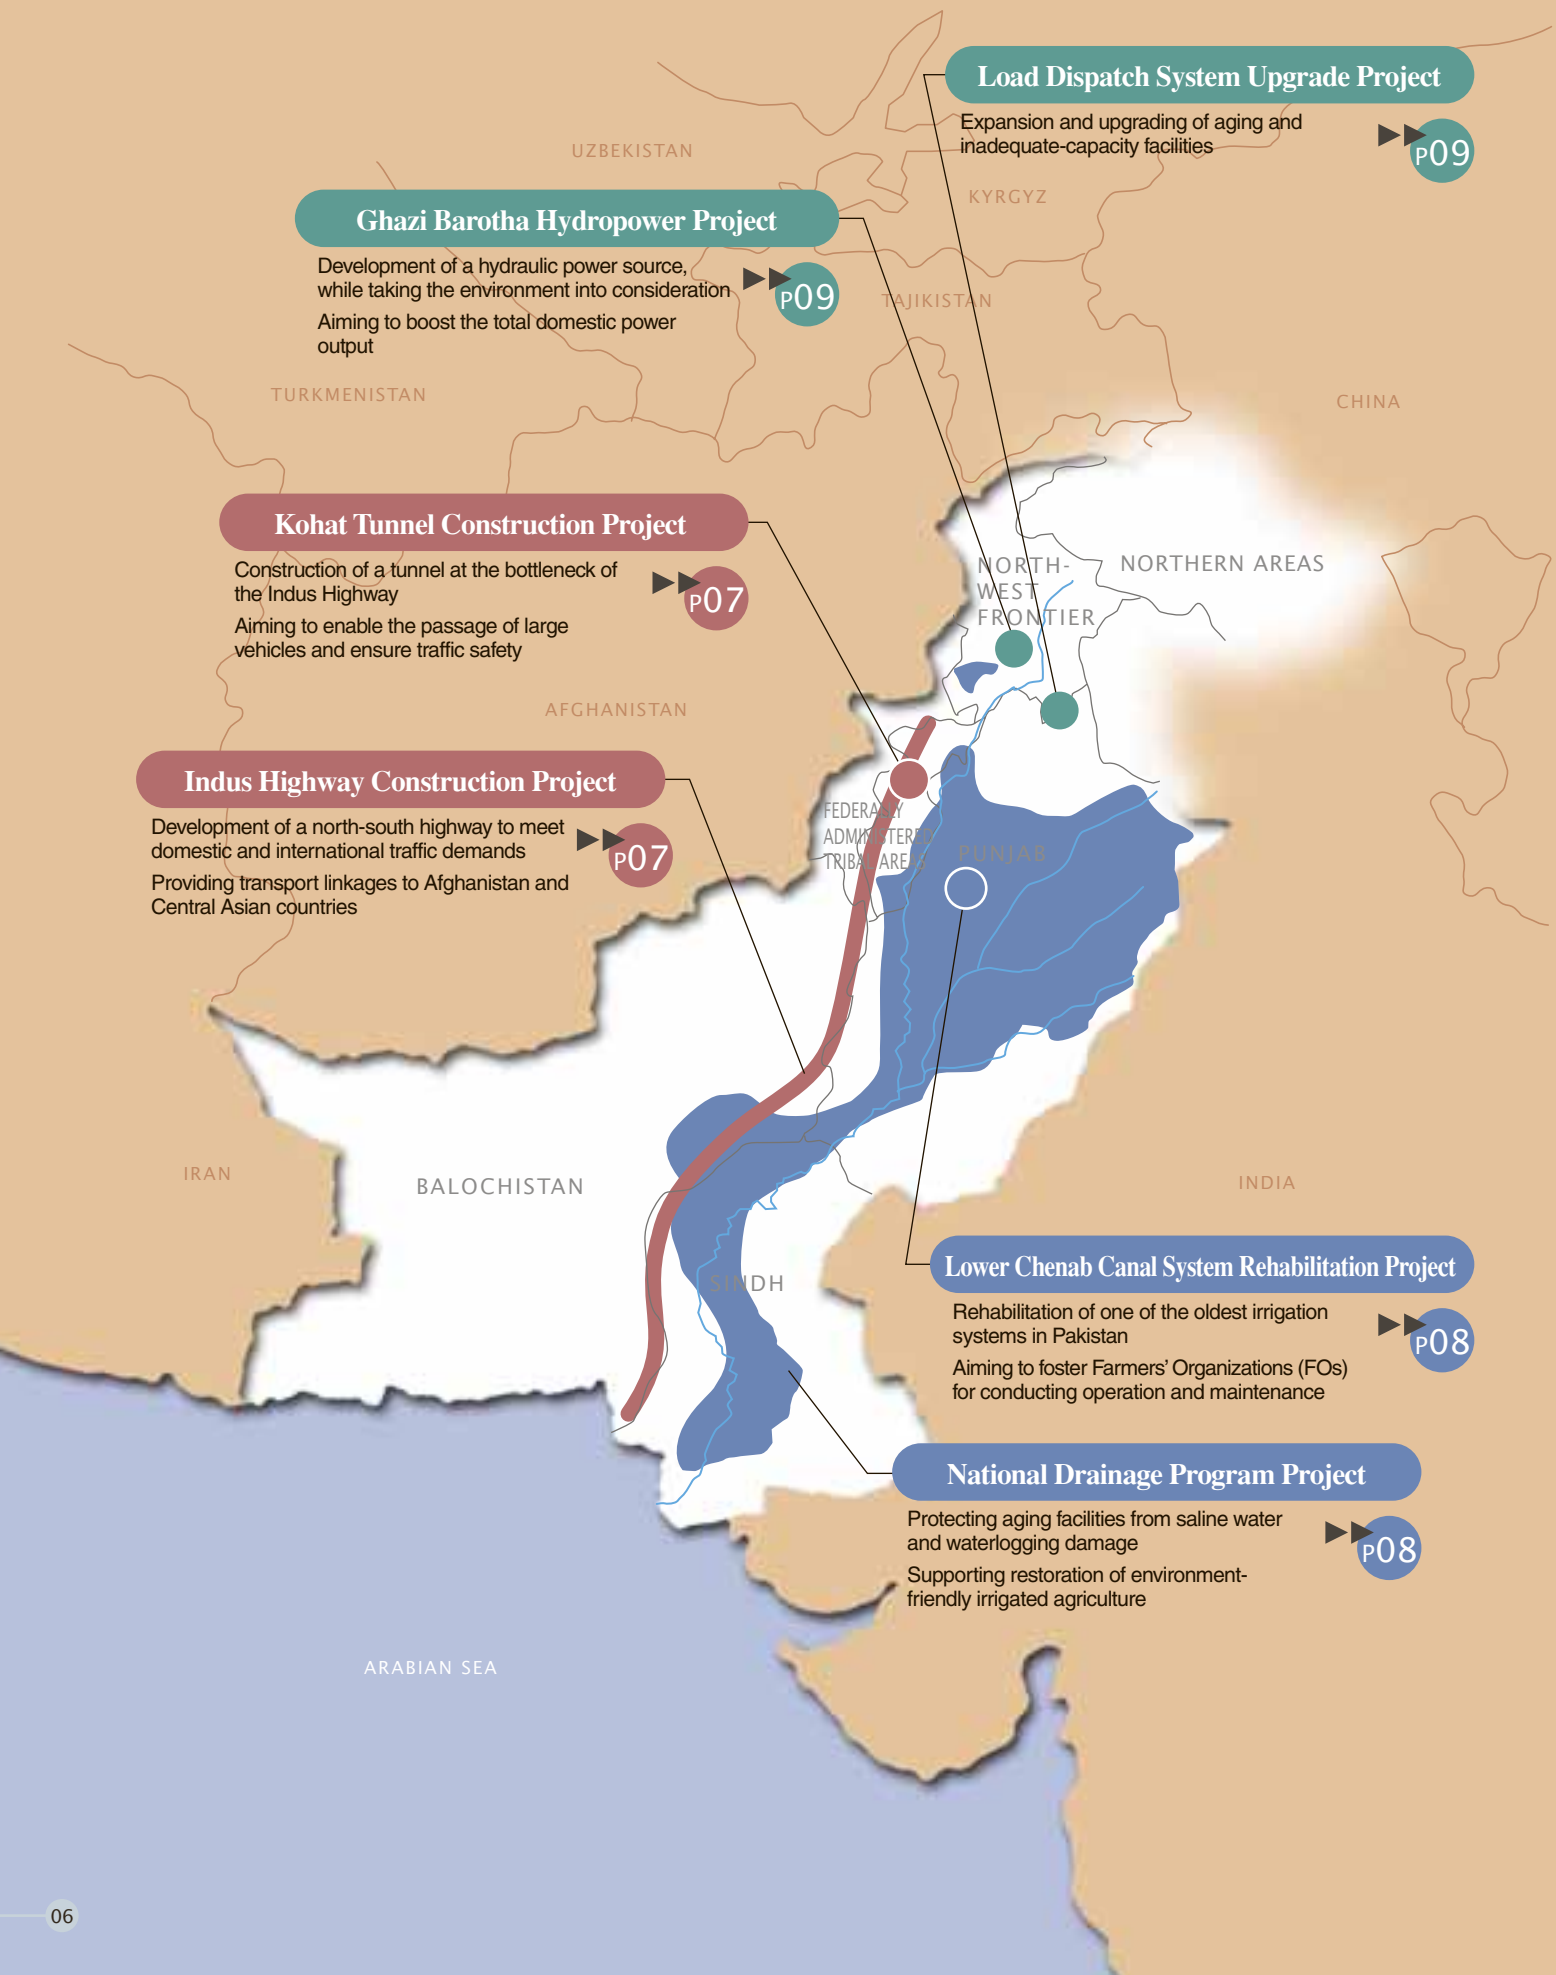 Load Dispatch System Upgrade Project
Expansion and upgrading of aging and
inadequate-capacity facilities
P09
UZBEKISTAN
KYRGYZ
Ghazi Barotha Hydropower Project
Development of a hydraulic power source,
while taking the environment into consideration
Aiming to boost the total domestic power
output
P09
TAJIKISTAN
TURKMENISTAN
CHINA
Kohat Tunnel Construction Project
Construction of a tunnel at the bottleneck of
the Indus Highway
Aiming to enable the passage of large
vehicles and ensure traffic safety
P07
NORTH-
WEST
FRONTIER
NORTHERN AREAS
AFGHANISTAN
Indus Highway Construction Project
Development of a north-south highway to meet
domestic and international traffic demands
Providing transport linkages to Afghanistan and
Central Asian countries
P07
FEDERALLY
ADMINISTERED
TRIBAL AREAS
PUNJAB
IRAN
BALOCHISTAN
INDIA
SINDH
Lower Chenab Canal System Rehabilitation Project
Rehabilitation of one of the oldest irrigation
systems in Pakistan
Aiming to foster Farmers' Organizations (FOs)
for conducting operation and maintenance
P08
National Drainage Program Project
Protecting aging facilities from saline water
and waterlogging damage
Supporting restoration of environment-
friendly irrigated agriculture
P08
ARABIAN SEA
06